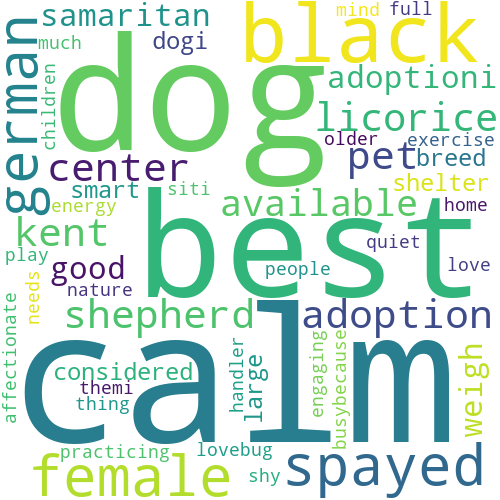 samaritan
dogi
mind
full
black
much
children
german
dog
adoptioni
licorice
older
exercise
center
pet
breed
smart
siti
shelter
energy
available
home
kent
best
quiet
play
good
people
love
nature
needs
shepherd
adoption
affectionate
calm
considered
handler
large
engaging
busybecause
weigh
themi
thing
practicing
lovebug
female
shy
spayed